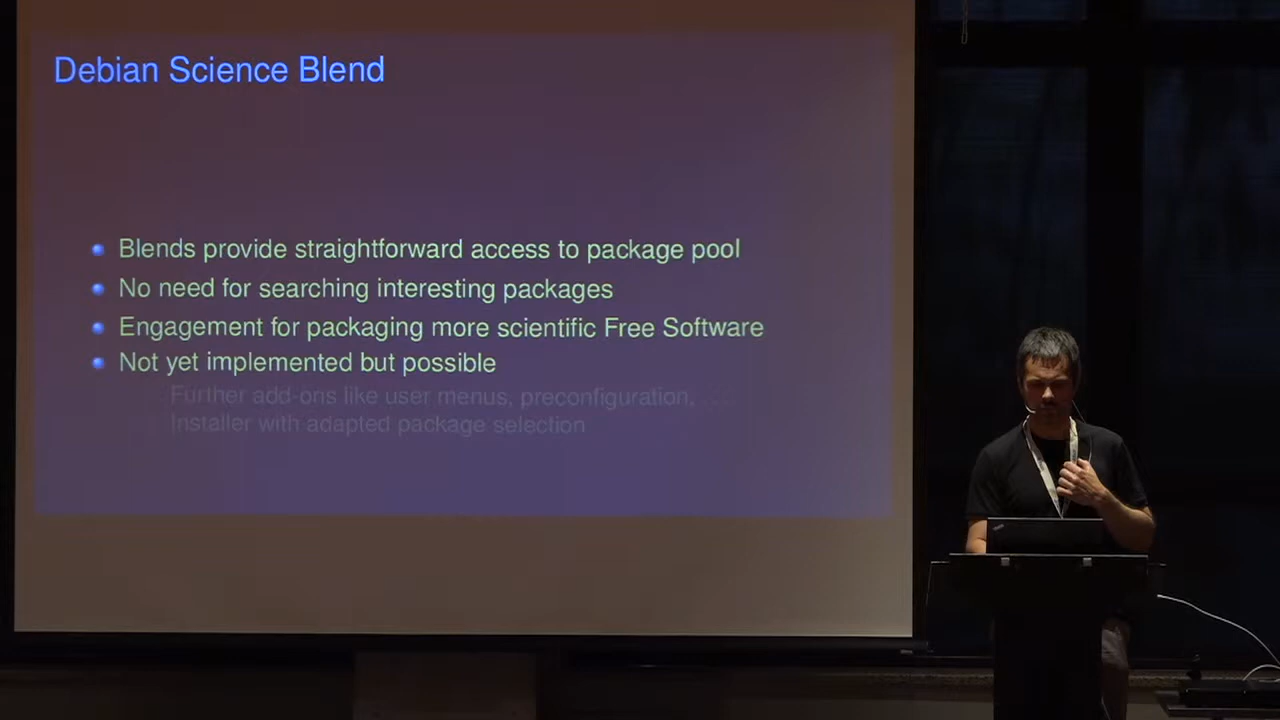 Debian Science Blend
Blends provide straightforward access to package pool
No need for searching interesting packages
Engagement for packaging more scientific Free Software
Not yet implemented but possible
Further add-ons like user menus, preconfiguration, ...
Installer with adapted package selection